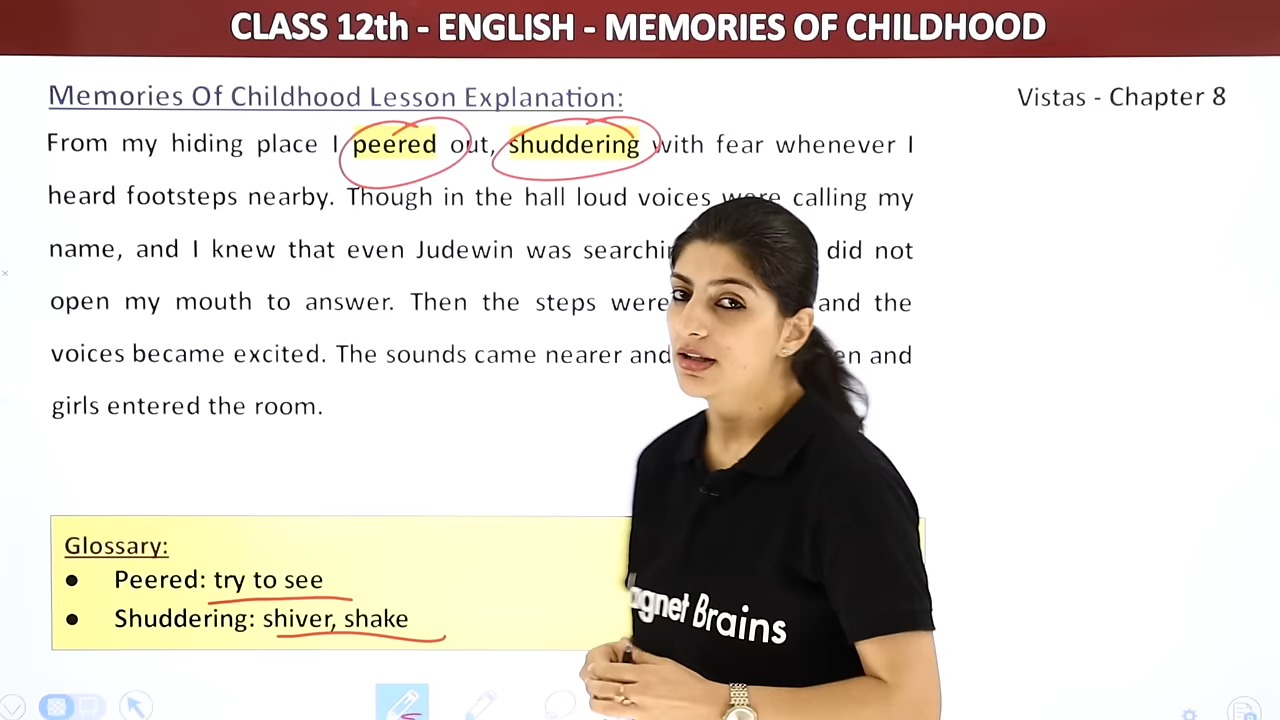 CLASS 12th - ENGLISH - MEMORIES OF CHILDHOOD
Memories Of Childhood Lesson Explanation:
Vistas - Chapter 8
From my hiding place I peered out, shuddering with fear whenever I
heard footsteps nearby. Though in the hall loud voices were calling my
name, and I knew that even Judewin was did not
open my mouth to answer. Then the steps were and the
voices became excited. The sounds came nearer and and
girls entered the room.
Glossary:
● Peered: try to see
● Shuddering: shiver, shake
Brains